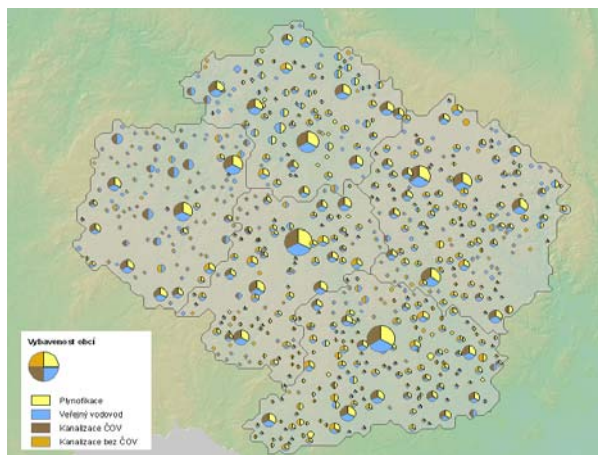 Vybavenost obcí
Plynofikace
Veřejný vodovod
Kanalizace ČOV
Kanalizace bez ČOV